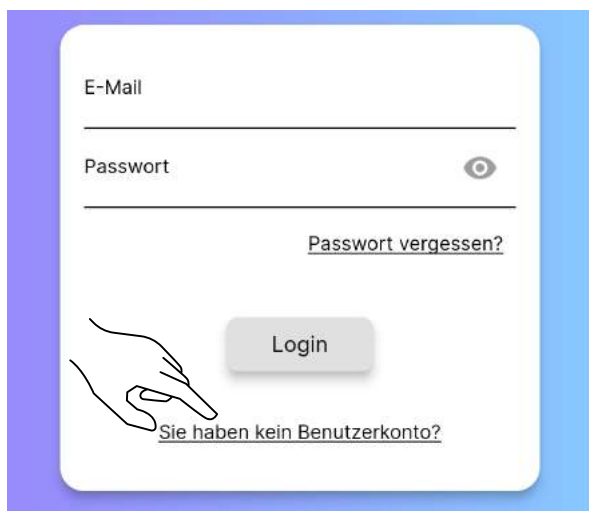 E-Mail
Passwort
Passwort vergessen?
Login
Sie haben kein Benutzerkonto?